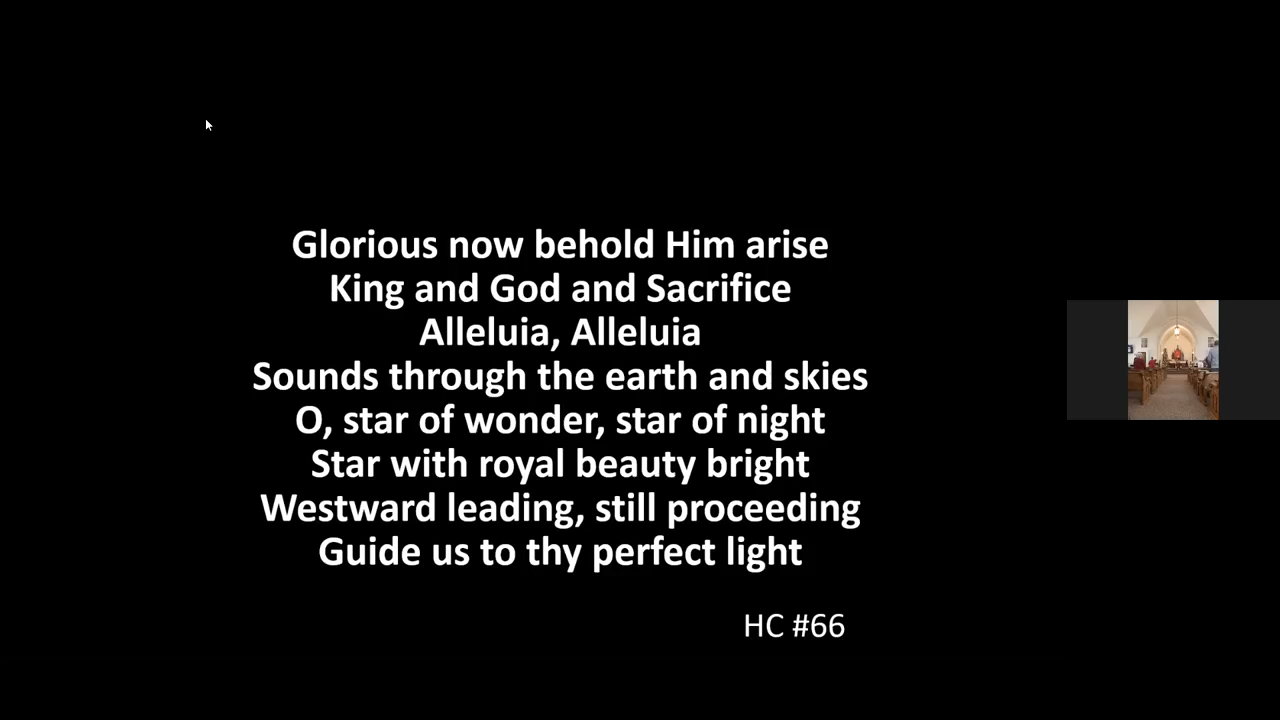 Glorious now behold Him arise
King and God and Sacrifice
Alleluia, Alleluia
Sounds through the earth and skies
O, star of wonder, star of night
Star with royal beauty bright
Westward leading, still proceeding
Guide us to thy perfect light
HC #66